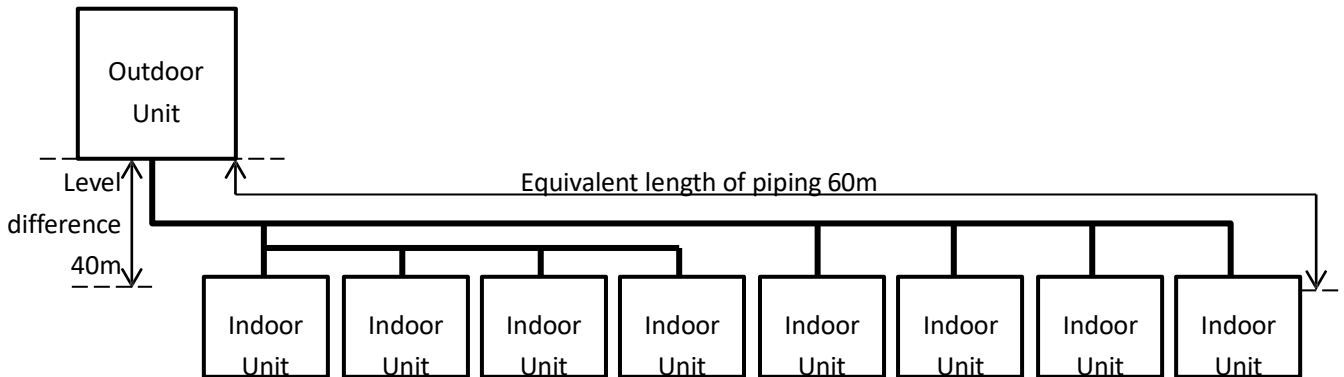 Outdoor
Unit
Level
difference
40m
Equivalent length of piping 60m
Indoor
Unit
Indoor
Unit
Indoor
Unit
Indoor
Unit
Indoor
Unit
Indoor
Unit
Indoor
Unit
Indoor
Unit